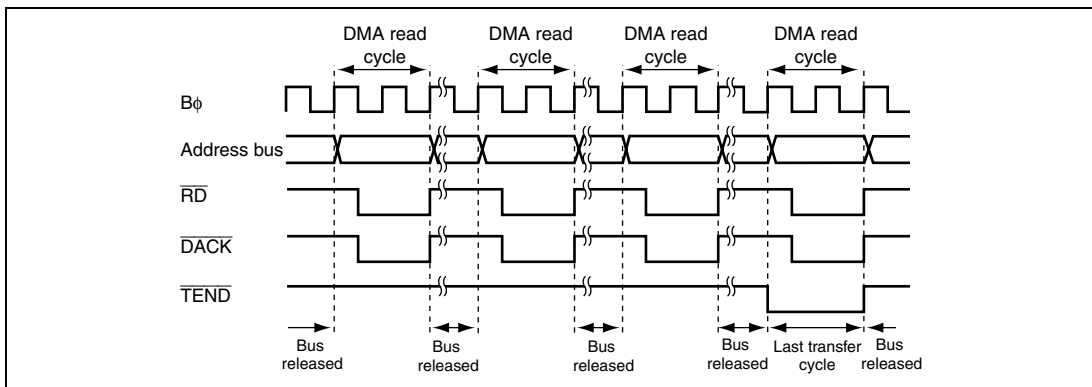 DMA read cycle
DMA read cycle
DMA read cycle
DMA read cycle
Bφ
Address bus
RD
DACK
TEND
Bus released
Bus released
Bus released
Bus released
Last transfer cycle
Bus released